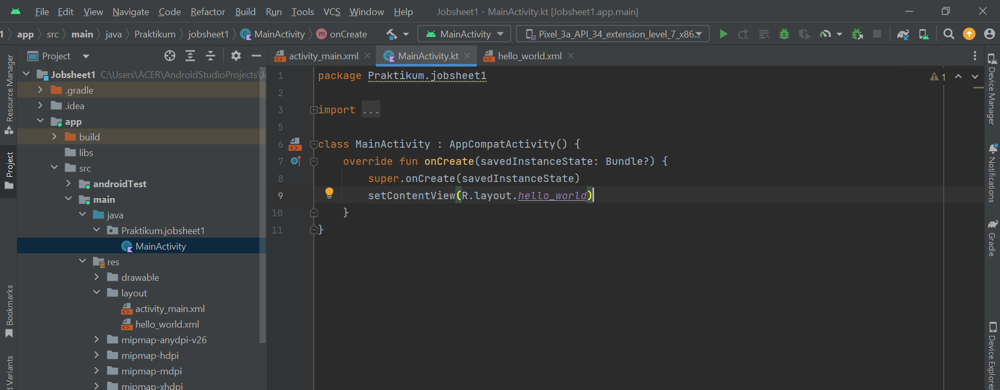 File Edit View Navigate Code Refactor Build Run Tools VCS Window Help Jobsheet1 - MainActivity.kt [Jobsheet1.app.main]
1 app src main java Praktikum jobsheet1 MainActivity onCreate MainActivity Pixel_3a_API_34_extension_level_7_x86...
Project
activity_main.xml MainActivity.kt hello_world.xml
Jobsheet1 C:\Users\ACER\AndroidStudioProjects\Jo
.gradle
.idea
app
build
libs
src
androidTest
main
java
Praktikum.jobsheet1
MainActivity
res
drawable
layout
activity_main.xml
hello_world.xml
mipmap-anydpi-v26
mipmap-hdpi
mipmap-mdpi
mipmap-xhdpi
1 package Praktikum.jobsheet1
2
3 import ...
5
6 class MainActivity : AppCompatActivity() {
7 override fun onCreate(savedInstanceState: Bundle?) {
8 super.onCreate(savedInstanceState)
9 setContentView(R.layout.hello_world)
10 }
11 }
1
Resource Manager
Project
Bookmarks
d Variants
Device Manager
Notifications
Gradle
Device Explorer